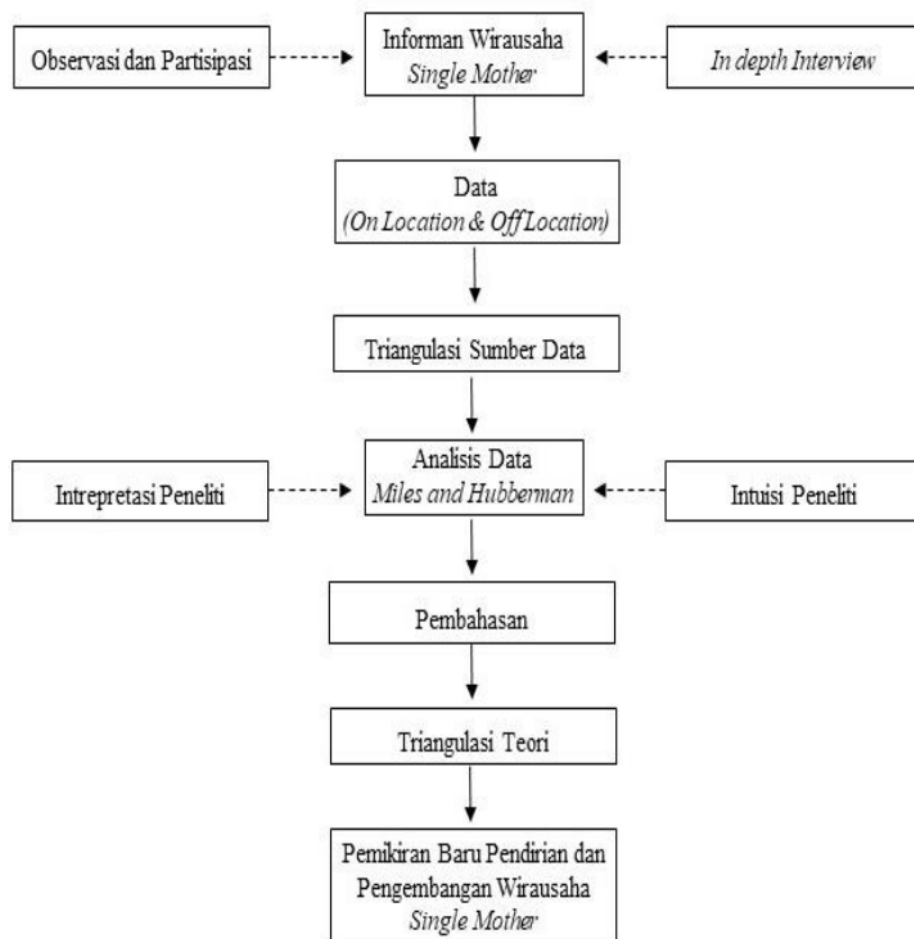 Observasi dan Partisipasi
Informan Wirausaha
Single Mother
In depth Interview
Data
(On Location & Off Location)
Triangulasi Sumber Data
Intrepretasi Peneliti
Analisis Data
Miles and Hubberman
Intuisi Peneliti
Pembahasan
Triangulasi Teori
Pemikiran Baru Pendirian dan
Pengembangan Wirausaha
Single Mother